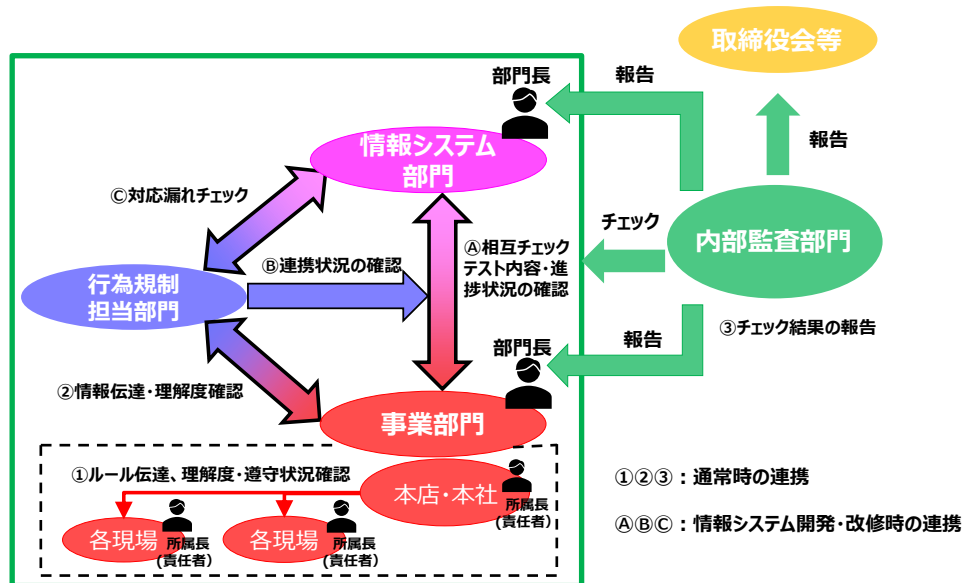 取締役会等
部門長
報告
報告
情報システム
部門
Ⓒ対応漏れチェック
チェック
内部監査部門
Ⓐ相互チェック
テスト内容・進
捗状況の確認
Ⓑ連携状況の確認
行為規制
担当部門
③チェック結果の報告
部門長
報告
②情報伝達・理解度確認
事業部門
①ルール伝達、理解度・遵守状況確認
本店・本社
所属長
(責任者)
各現場
所属長
(責任者)
各現場
所属長
(責任者)
①②③：通常時の連携
ⒶⒷⒸ：情報システム開発・改修時の連携